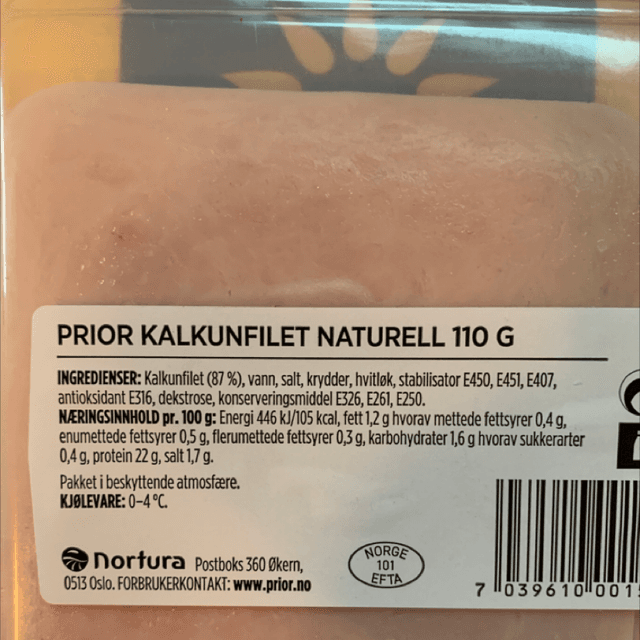 PRIOR KALKUNFILET NATURELL 110 G
INGREDIENSER: Kalkunfilet (87 %), vann, salt, krydder, hvitløk, stabilisator E450, E451, E407,
antioksidant E316, dekstrose, konserveringsmiddel E326, E261, E250.
NÆRINGSINNHOLD pr. 100 g: Energi 446 kJ/105 kcal, fett 1,2 g hvorav mettede fettsyrer 0,4 g,
enumettede fettsyrer 0,5 g, flerumettede fettsyrer 0,3 g, karbohydrater 1,6 g hvorav sukkerarter
0,4 g, protein 22 g, salt 1,7 g.
Pakket i beskyttende atmosfære.
KJØLEVARE: 0-4 °C.
nortura Postboks 360 Økern,
0513 Oslo. FORBRUKERKONTAKT: www.prior.no
NORGE
101
EFTA
7 039610 001